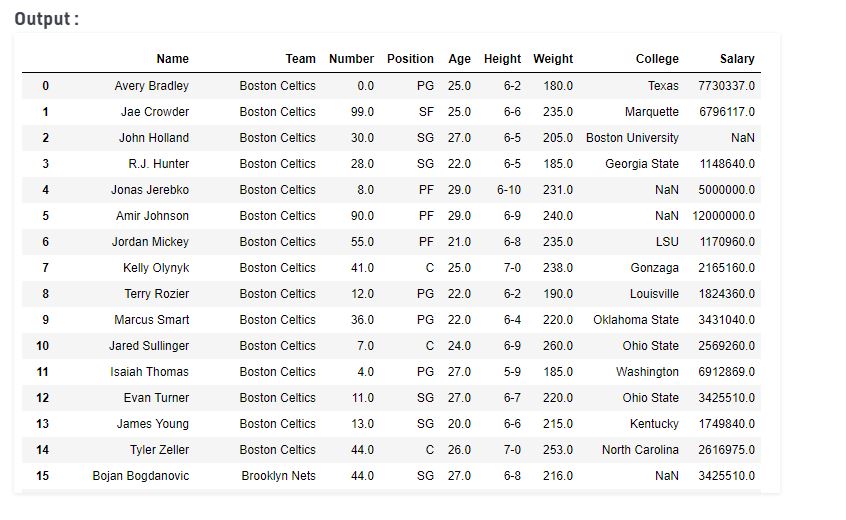 Output :
Name Team Number Position Age Height Weight College Salary
0 Avery Bradley Boston Celtics 0.0 PG 25.0 6-2 180.0 Texas 7730337.0
1 Jae Crowder Boston Celtics 99.0 SF 25.0 6-6 235.0 Marquette 6796117.0
2 John Holland Boston Celtics 30.0 SG 27.0 6-5 205.0 Boston University NaN
3 R.J. Hunter Boston Celtics 28.0 SG 22.0 6-5 185.0 Georgia State 1148640.0
4 Jonas Jerebko Boston Celtics 8.0 PF 29.0 6-10 231.0 NaN 5000000.0
5 Amir Johnson Boston Celtics 90.0 PF 29.0 6-9 240.0 NaN 12000000.0
6 Jordan Mickey Boston Celtics 55.0 PF 21.0 6-8 235.0 LSU 1170960.0
7 Kelly Olynyk Boston Celtics 41.0 C 25.0 7-0 238.0 Gonzaga 2165160.0
8 Terry Rozier Boston Celtics 12.0 PG 22.0 6-2 190.0 Louisville 1824360.0
9 Marcus Smart Boston Celtics 36.0 PG 22.0 6-4 220.0 Oklahoma State 3431040.0
10 Jared Sullinger Boston Celtics 7.0 C 24.0 6-9 260.0 Ohio State 2569260.0
11 Isaiah Thomas Boston Celtics 4.0 PG 27.0 5-9 185.0 Washington 6912869.0
12 Evan Turner Boston Celtics 11.0 SG 27.0 6-7 220.0 Ohio State 3425510.0
13 James Young Boston Celtics 13.0 SG 20.0 6-6 215.0 Kentucky 1749840.0
14 Tyler Zeller Boston Celtics 44.0 C 26.0 7-0 253.0 North Carolina 2616975.0
15 Bojan Bogdanovic Brooklyn Nets 44.0 SG 27.0 6-8 216.0 NaN 3425510.0